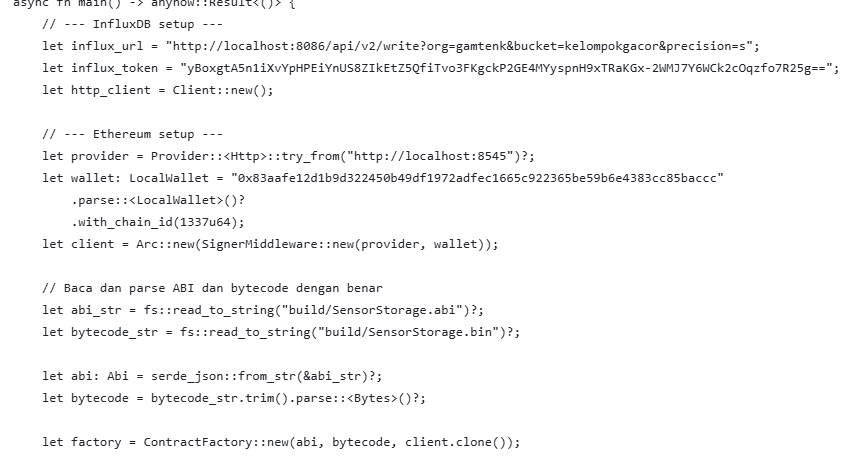 async fn main() -> anyhow::Result<()> {
// --- InfluxDB setup ---
let influx_url = "http://localhost:8086/api/v2/write?org=gamtenk&bucket=kelompokgacor&precision=s";
let influx_token = "yBoxgtA5n1iXvYpHPEiYnUS8ZIkEtZ5QfiTvo3FKgckP2GE4MYyspnH9xTRaKGx-2WMJ7Y6WCk2cOqzfo7R25g==";
let http_client = Client::new();
// --- Ethereum setup ---
let provider = Provider::<Http>::try_from("http://localhost:8545")?;
let wallet: LocalWallet = "0x83aafe12d1b9d322450b49df1972adfec1665c922365be59b6e4383cc85baccc"
.parse::<LocalWallet>()?
.with_chain_id(1337u64);
let client = Arc::new(SignerMiddleware::new(provider, wallet));
// Baca dan parse ABI dan bytecode dengan benar
let abi_str = fs::read_to_string("build/SensorStorage.abi")?;
let bytecode_str = fs::read_to_string("build/SensorStorage.bin")?;
let abi: Abi = serde_json::from_str(&abi_str)?;
let bytecode = bytecode_str.trim().parse::<Bytes>()?;
let factory = ContractFactory::new(abi, bytecode, client.clone());